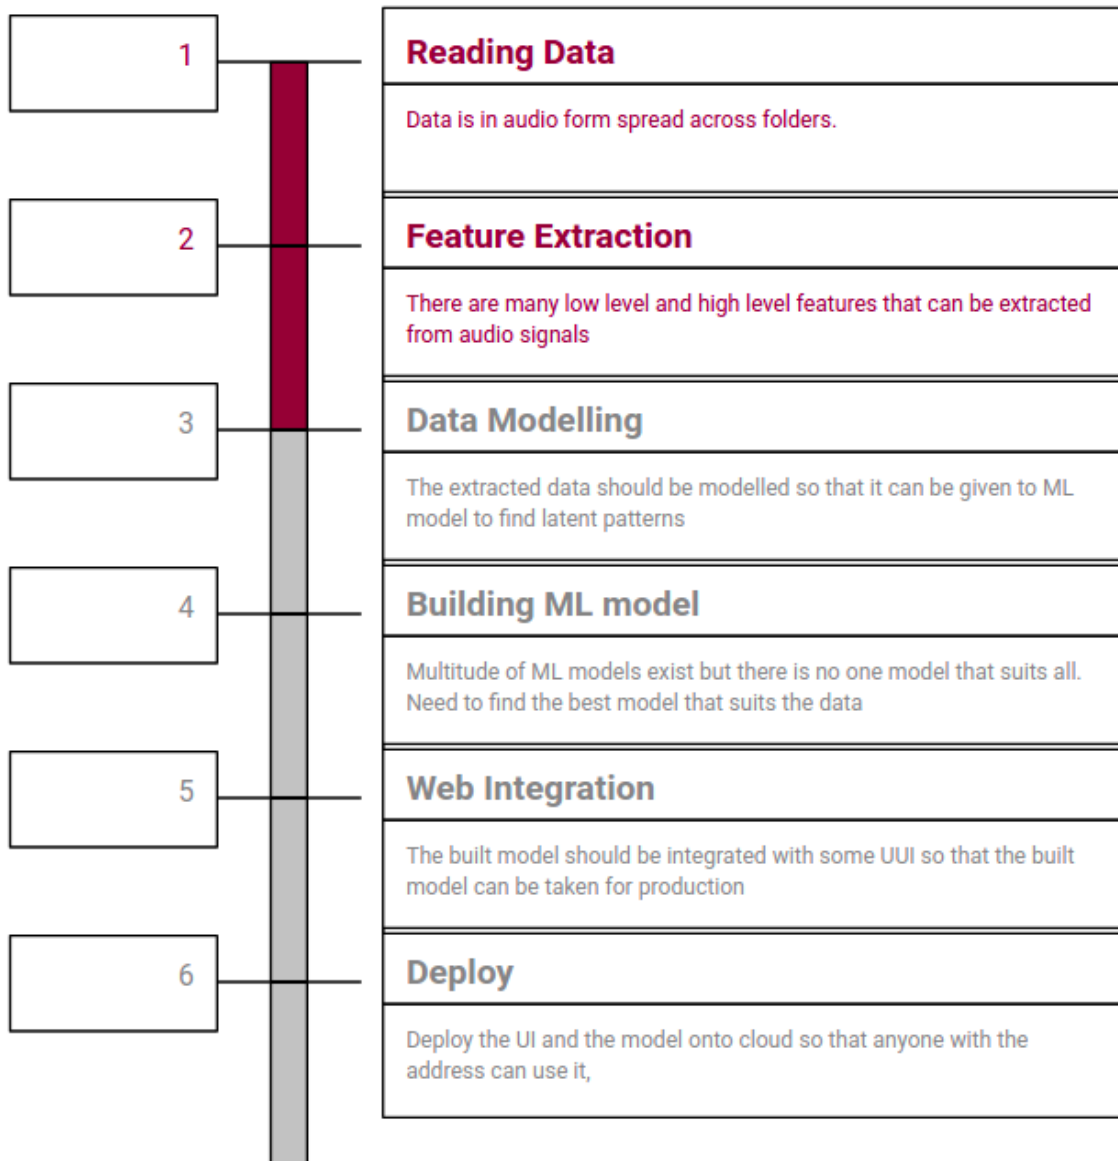 1
Reading Data
Data is in audio form spread across folders.
2
Feature Extraction
There are many low level and high level features that can be extracted
from audio signals
3
Data Modelling
The extracted data should be modelled so that it can be given to ML
model to find latent patterns
4
Building ML model
Multitude of ML models exist but there is no one model that suits all.
Need to find the best model that suits the data
5
Web Integration
The built model should be integrated with some UUI so that the built
model can be taken for production
6
Deploy
Deploy the UI and the model onto cloud so that anyone with the
address can use it,